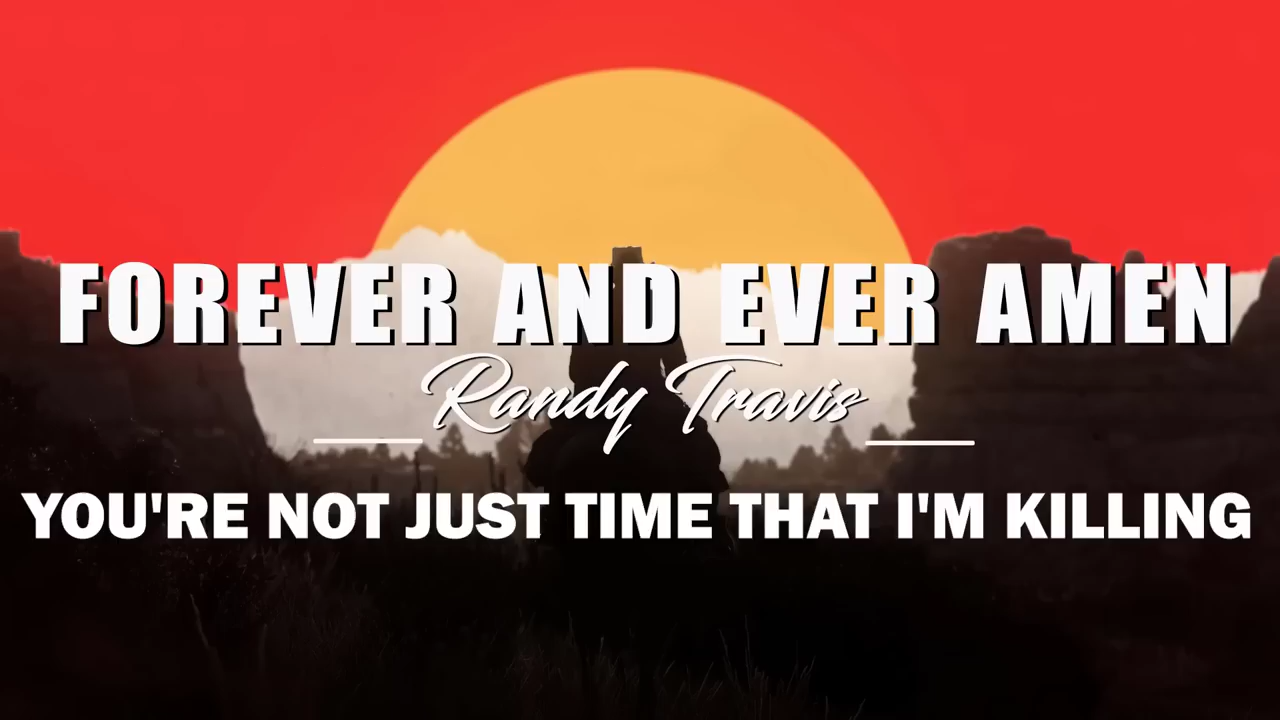 FOREVER AND EVER AMEN
Randy Travis
YOU'RE NOT JUST TIME THAT I'M KILLING